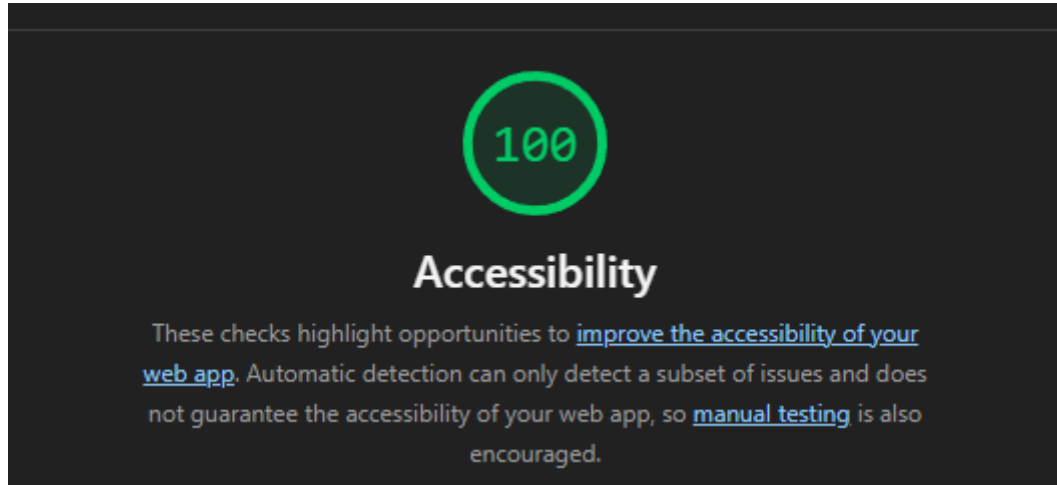 100
Accessibility
These checks highlight opportunities to improve the accessibility of your
web app. Automatic detection can only detect a subset of issues and does
not guarantee the accessibility of your web app, so manual testing is also
encouraged.